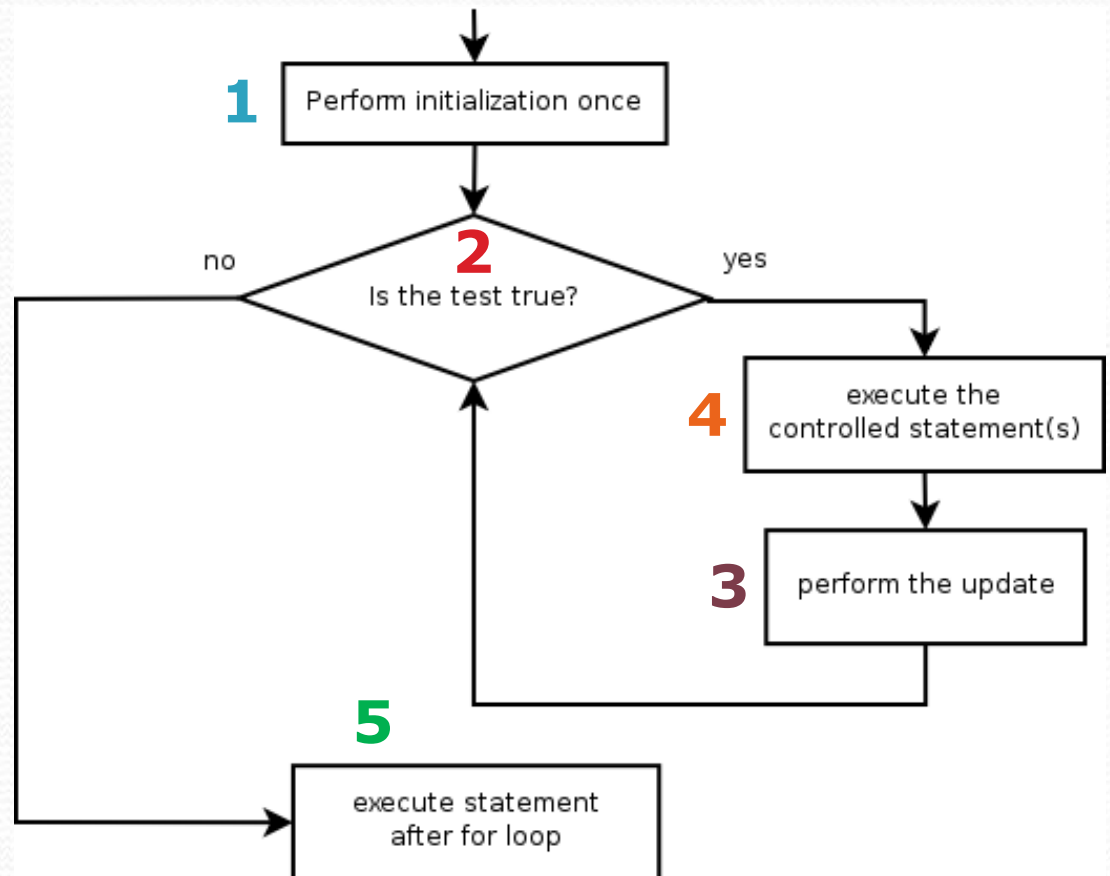 1
Perform initialization once
2
no
yes
Is the test true?
4
execute the
controlled statement(s)
3
perform the update
5
execute statement
after for loop